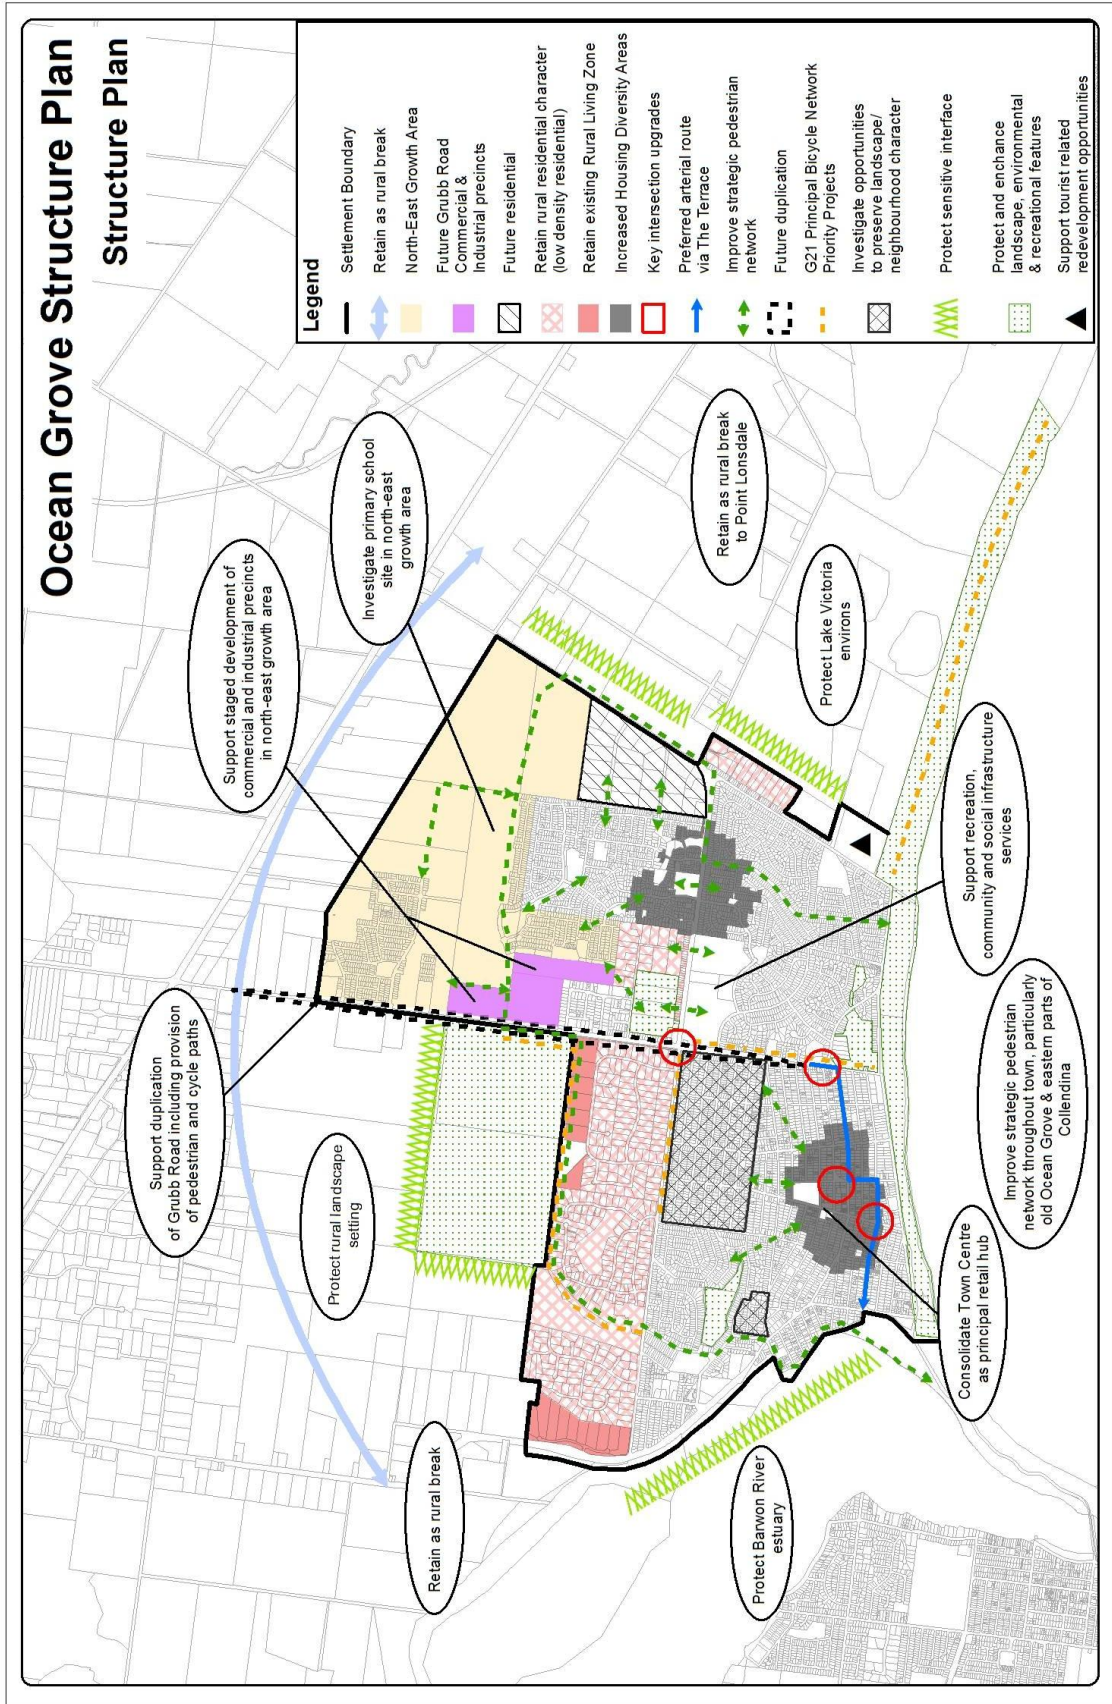 Ocean Grove Structure Plan
Structure Plan
Legend
Settlement Boundary
Retain as rural break
North-East Growth Area
Future Grubb Road
Commercial &
Industrial precincts
Future residential
Retain rural residential character
(low density residential)
Retain existing Rural Living Zone
Increased Housing Diversity Areas
Key intersection upgrades
Preferred arterial route
via The Terrace
Improve strategic pedestrian
network
Future duplication
G21 Principal Bicycle Network
Priority Projects
Investigate opportunities
to preserve landscape/
neighbourhood character
Protect sensitive interface
Protect and enchance
landscape, environmental
& recreational features
Support tourist related
redevelopment opportunities
Support staged development of
commercial and industrial precincts
in north-east growth area
Investigate primary school
site in north-east
growth area
Support duplication
of Grubb Road including provision
of pedestrian and cycle paths
Protect rural landscape
setting
Retain as rural break
Retain as rural break
to Point Lonsdale
Protect Lake Victoria
environs
Support recreation,
community and social infrastructure
services
Improve strategic pedestrian
network throughout town, particularly
old Ocean Grove & eastern parts of
Collendina
Consolidate Town Centre
as principal retail hub
Protect Barwon River
estuary